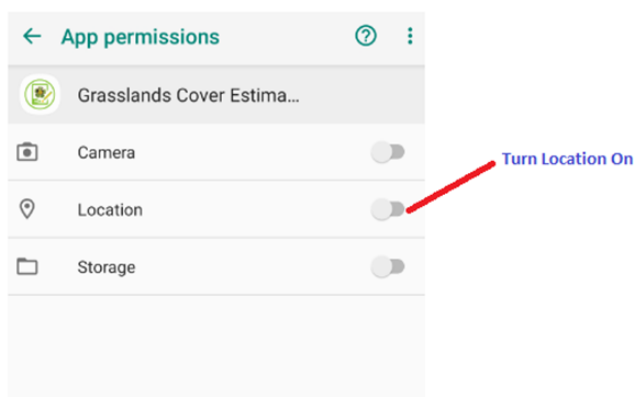 App permissions
Grasslands Cover Estima...
Camera
Turn Location On
Location
Storage